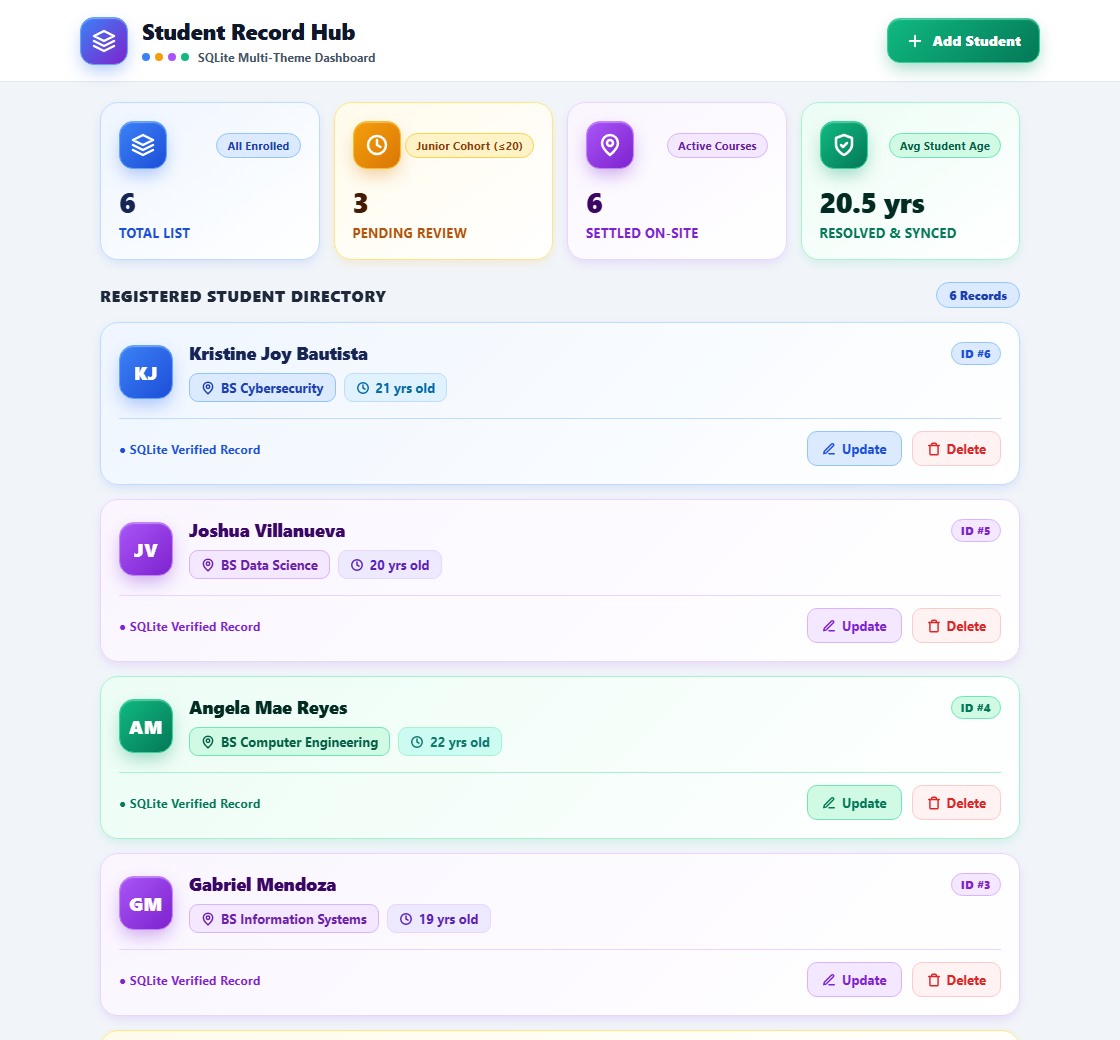 Student Record Hub
SQLite Multi-Theme Dashboard
Add Student
All Enrolled
6
TOTAL LIST
Junior Cohort (≤20)
3
PENDING REVIEW
Active Courses
6
SETTLED ON-SITE
Avg Student Age
20.5 yrs
RESOLVED & SYNCED
REGISTERED STUDENT DIRECTORY
6 Records
KJ
Kristine Joy Bautista
ID #6
BS Cybersecurity
21 yrs old
● SQLite Verified Record
Update
Delete
JV
Joshua Villanueva
ID #5
BS Data Science
20 yrs old
● SQLite Verified Record
Update
Delete
AM
Angela Mae Reyes
ID #4
BS Computer Engineering
22 yrs old
● SQLite Verified Record
Update
Delete
GM
Gabriel Mendoza
ID #3
BS Information Systems
19 yrs old
● SQLite Verified Record
Update
Delete